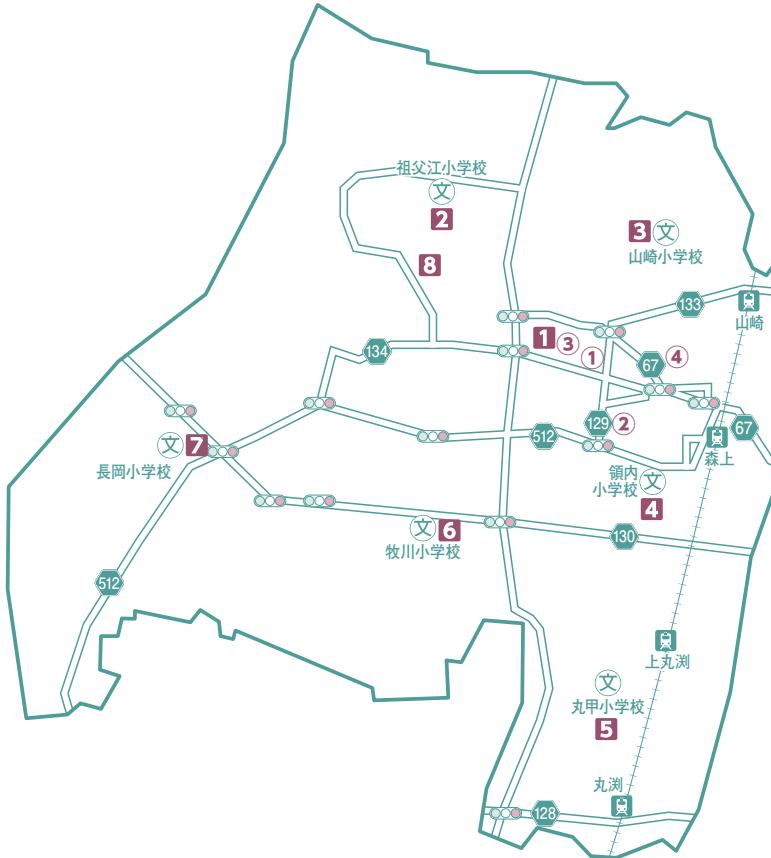 祖父江小学校
文
2
3
文
山崎小学校
8
133
山崎
1
3
1
134
67
4
129
2
512
67
森上
文
7
長岡小学校
領内
小学校
文
4
文
6
牧川小学校
130
512
上丸渕
文
丸甲小学校
5
丸渕
128